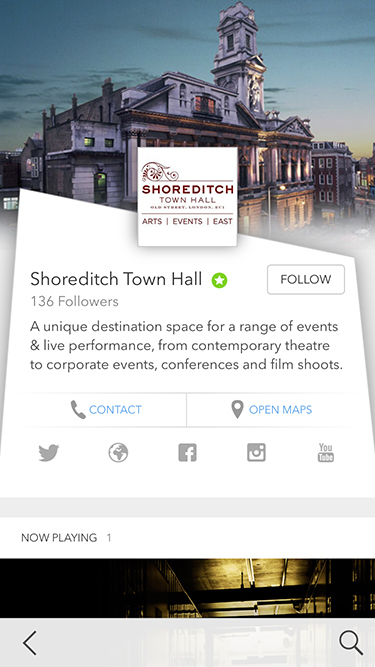 SHOREDITCH
TOWN HALL
OLD STREET, LONDON, EC1
ARTS | EVENTS | EAST
Shoreditch Town Hall
FOLLOW
136 Followers
A unique destination space for a range of events
& live performance, from contemporary theatre
to corporate events, conferences and film shoots.
CONTACT
OPEN MAPS
You
Tube
NOW PLAYING 1